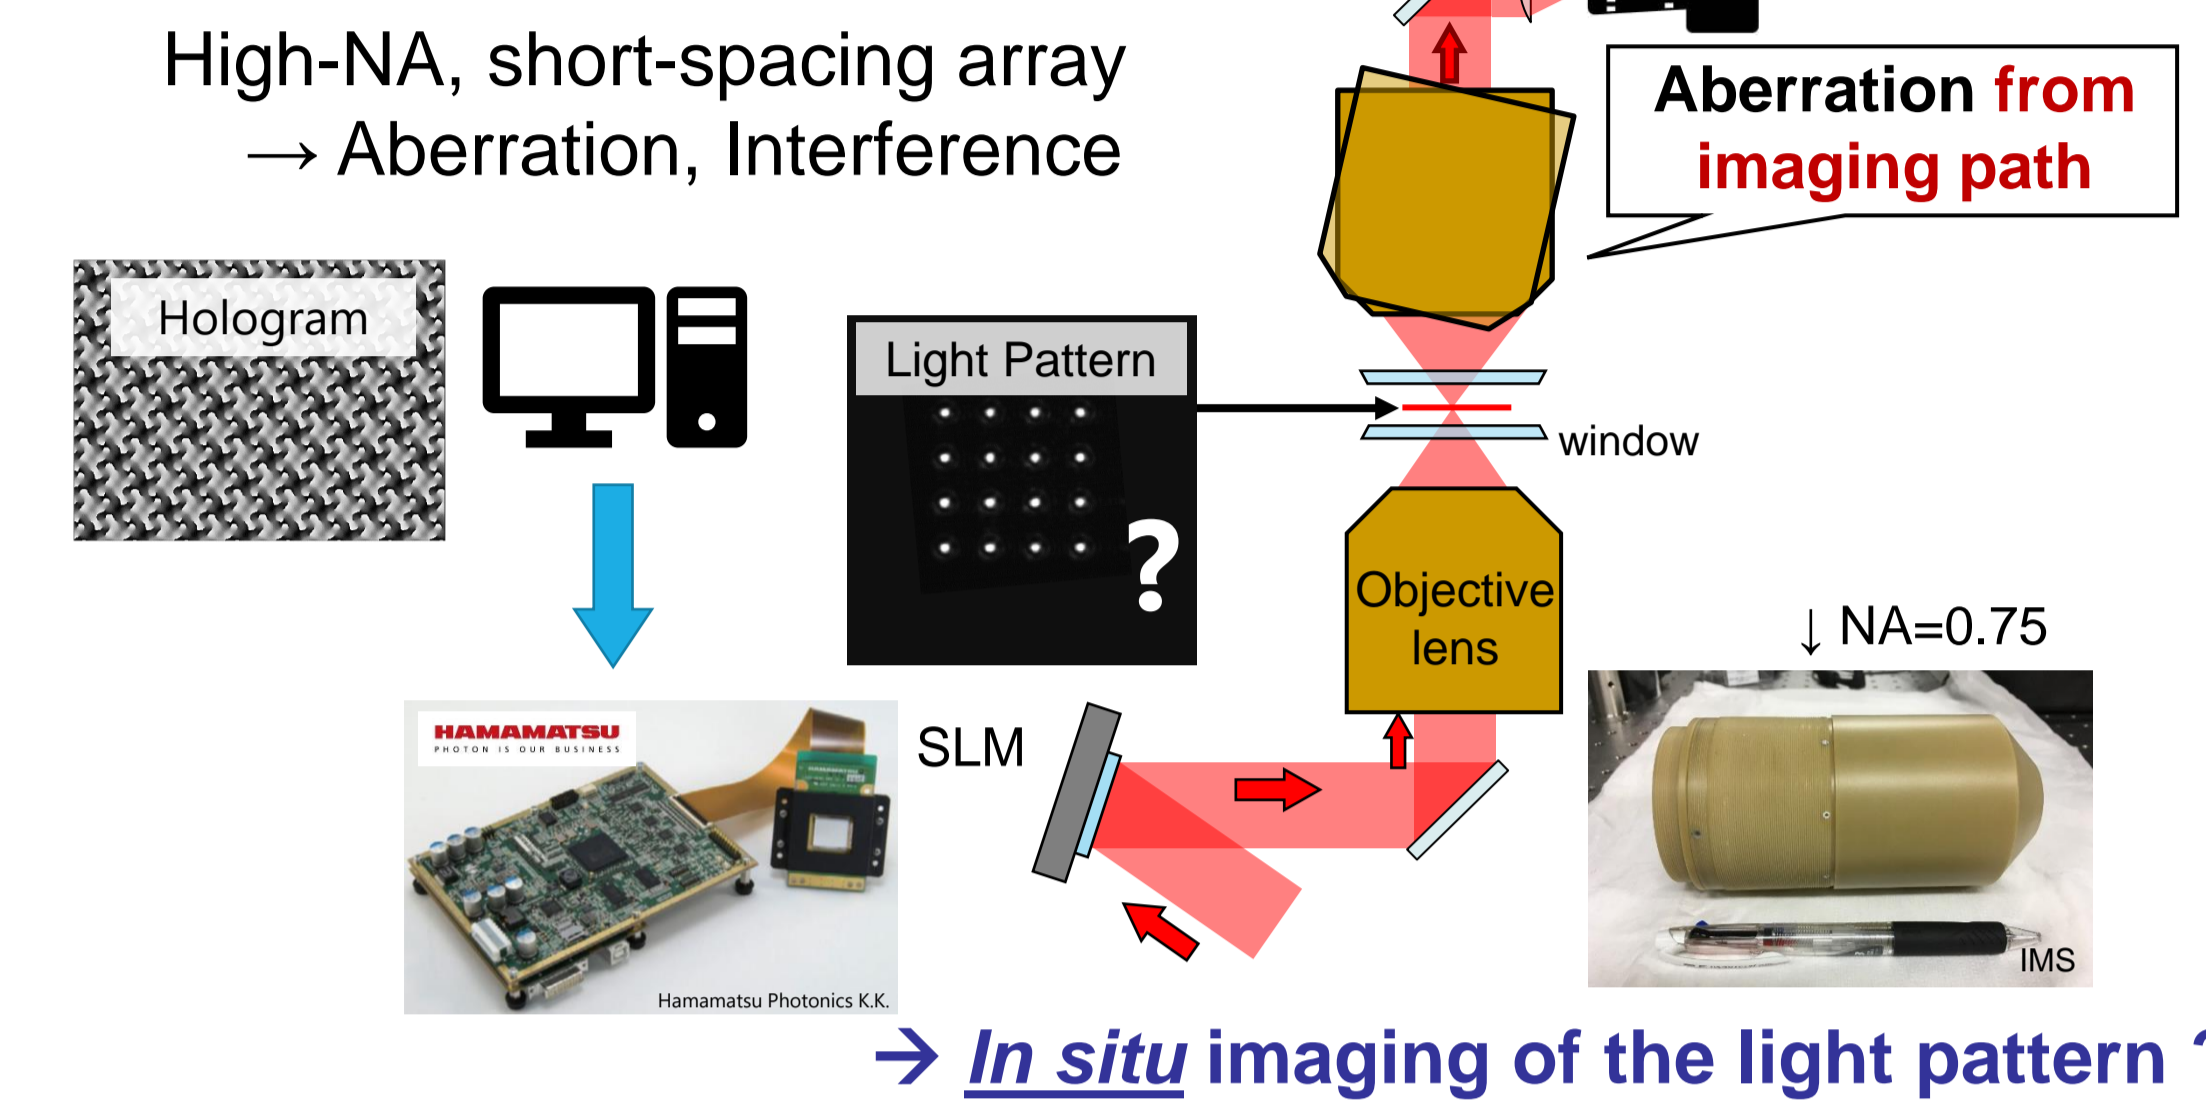 High-NA, short-spacing array
→ Aberration, Interference
Aberration from
imaging path
Hologram
Light Pattern
?
window
Objective
lens
↓ NA=0.75
SLM
HAMAMATSU
PHOTON IS OUR BUSINESS
Hamamatsu Photonics K.K.
IMS
→ In situ imaging of the light pattern ?